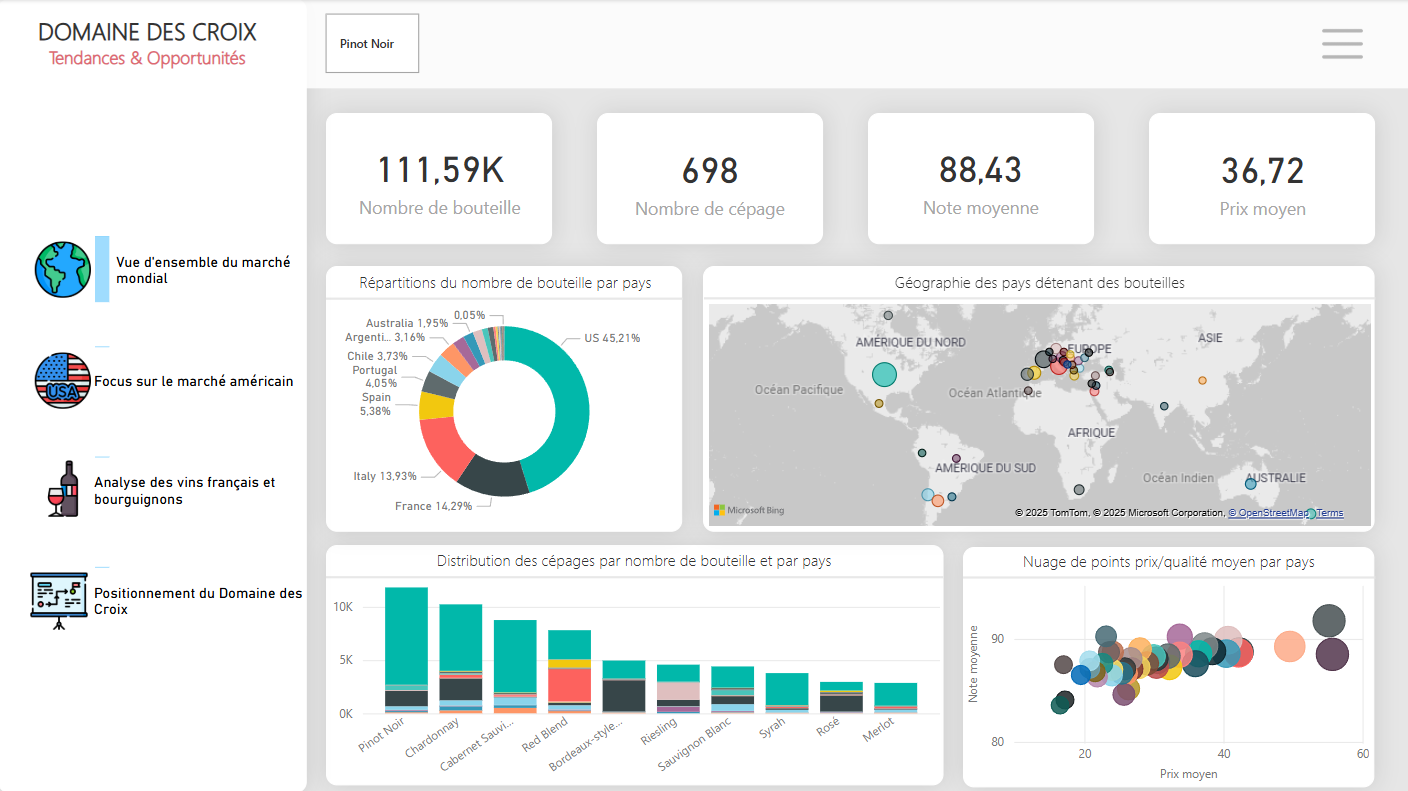 DOMAINE DES CROIX
Tendances & Opportunités
Pinot Noir
Vue d'ensemble du marché
mondial
Focus sur le marché américain
Analyse des vins français et
bourguignons
Positionnement du Domaine des
Croix
111,59K
Nombre de bouteille
698
Nombre de cépage
88,43
Note moyenne
36,72
Prix moyen
Répartitions du nombre de bouteille par pays
0,05%
Australia 1,95%
Argenti... 3,16%
Chile 3,73%
Portugal
4,05%
Spain
5,38%
Italy 13,93%
France 14,29%
US 45,21%
Géographie des pays détenant des bouteilles
AMÉRIQUE DU NORD
EUROPE
ASIE
Océan Pacifique
Océan Atlantique
AFRIQUE
AMÉRIQUE DU SUD
Océan Indien
AUSTRALIE
Microsoft Bing
© 2025 TomTom, © 2025 Microsoft Corporation, © OpenStreetMap Terms
Distribution des cépages par nombre de bouteille et par pays
10K
5K
0K
Pinot Noir
Chardonnay
Cabernet Sauvi...
Red Blend
Bordeaux-style...
Riesling
Sauvignon Blanc
Syrah
Rosé
Merlot
Nuage de points prix/qualité moyen par pays
Note moyenne
90
80
20
40
60
Prix moyen